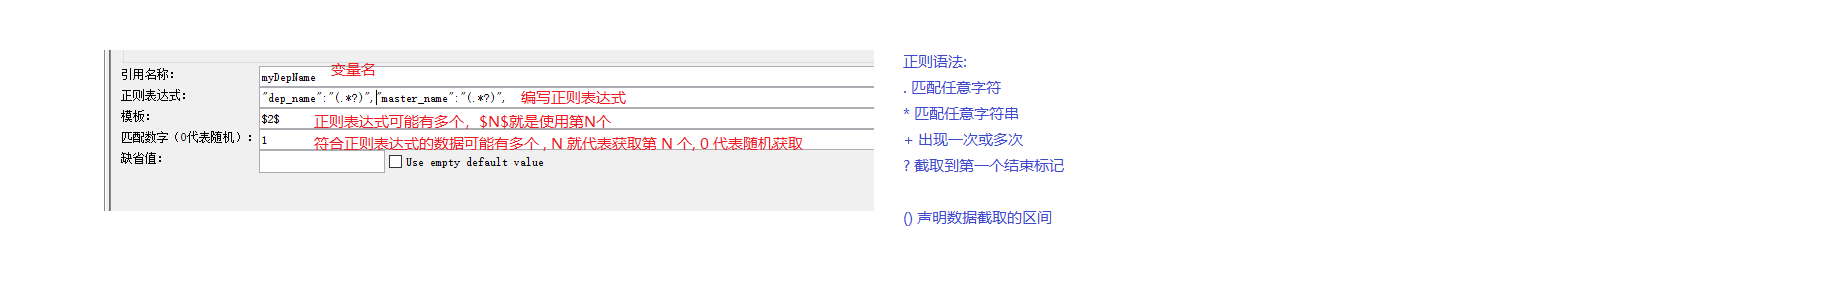 引用名称： myDepName 变量名
正则表达式： "dep_name":"(.*?)","master_name":"(.*?)", 编写正则表达式
模板： $2$ 正则表达式可能有多个，$N$就是使用第N个
匹配数字（0代表随机）： 1 符合正则表达式的数据可能有多个 , N 就代表获取第 N 个, 0 代表随机获取
缺省值： Use empty default value
正则语法:
. 匹配任意字符
* 匹配任意字符串
+ 出现一次或多次
? 截取到第一个结束标记
() 声明数据截取的区间